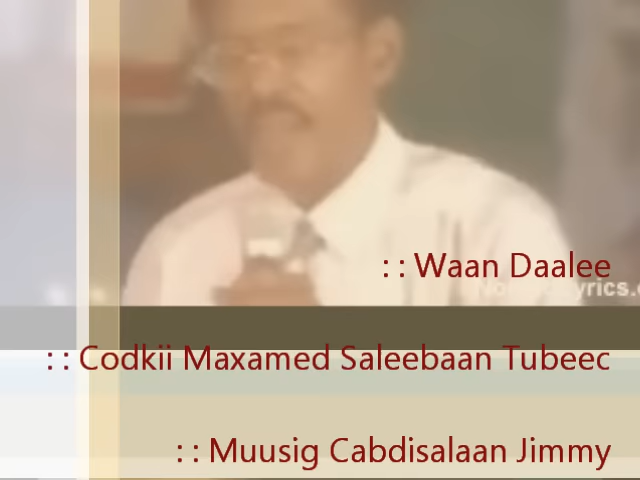 : : Waan Daalee
: : Codkii Maxamed Saleebaan Tubeec
: : Muusig Cabdisalaan Jimmy